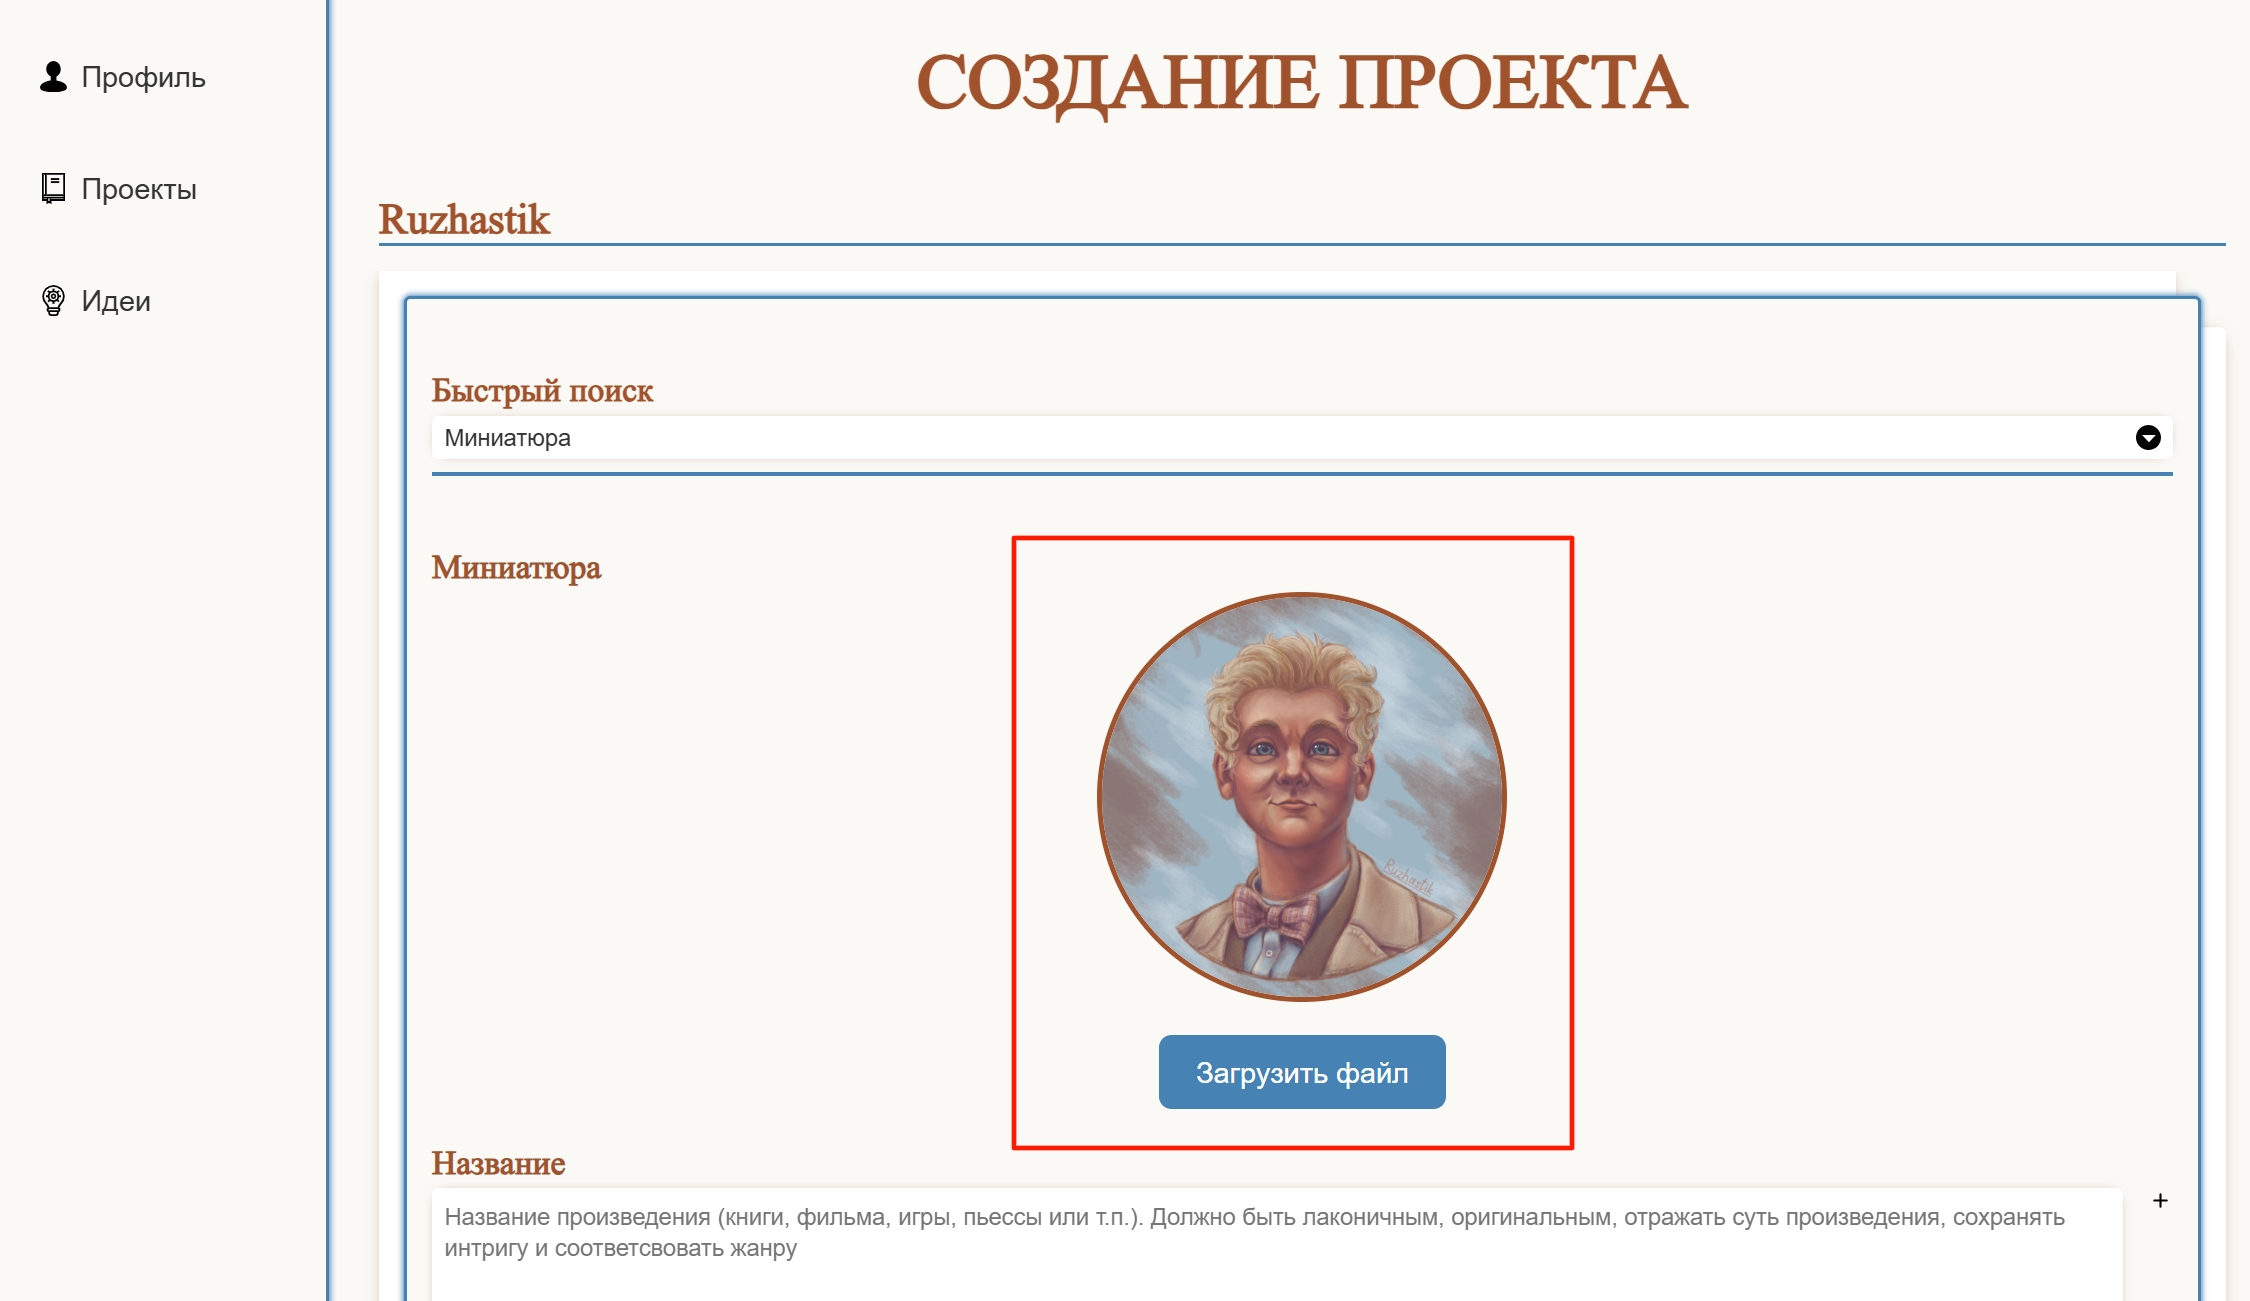 Профиль
Проекты
Идеи
СОЗДАНИЕ ПРОЕКТА
Ruzhastik
Быстрый поиск
Миниатюра
Миниатюра
Ruzhastik
Загрузить файл
Название
Название произведения (книги, фильма, игры, пьессы или т.п.). Должно быть лаконичным, оригинальным, отражать суть произведения, сохранять
интригу и соответсвовать жанру